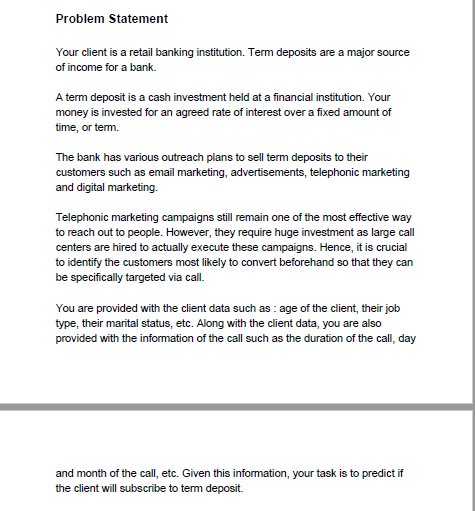 Problem Statement
Your client is a retail banking institution. Term deposits are a major source
of income for a bank.
A term deposit is a cash investment held at a financial institution. Your
money is invested for an agreed rate of interest over a fixed amount of
time, or term.
The bank has various outreach plans to sell term deposits to their
customers such as email marketing, advertisements, telephonic marketing
and digital marketing.
Telephonic marketing campaigns still remain one of the most effective way
to reach out to people. However, they require huge investment as large call
centers are hired to actually execute these campaigns. Hence, it is crucial
to identify the customers most likely to convert beforehand so that they can
be specifically targeted via call.
You are provided with the client data such as : age of the client, their job
type, their marital status, etc. Along with the client data, you are also
provided with the information of the call such as the duration of the call, day
and month of the call, etc. Given this information, your task is to predict if
the client will subscribe to term deposit.